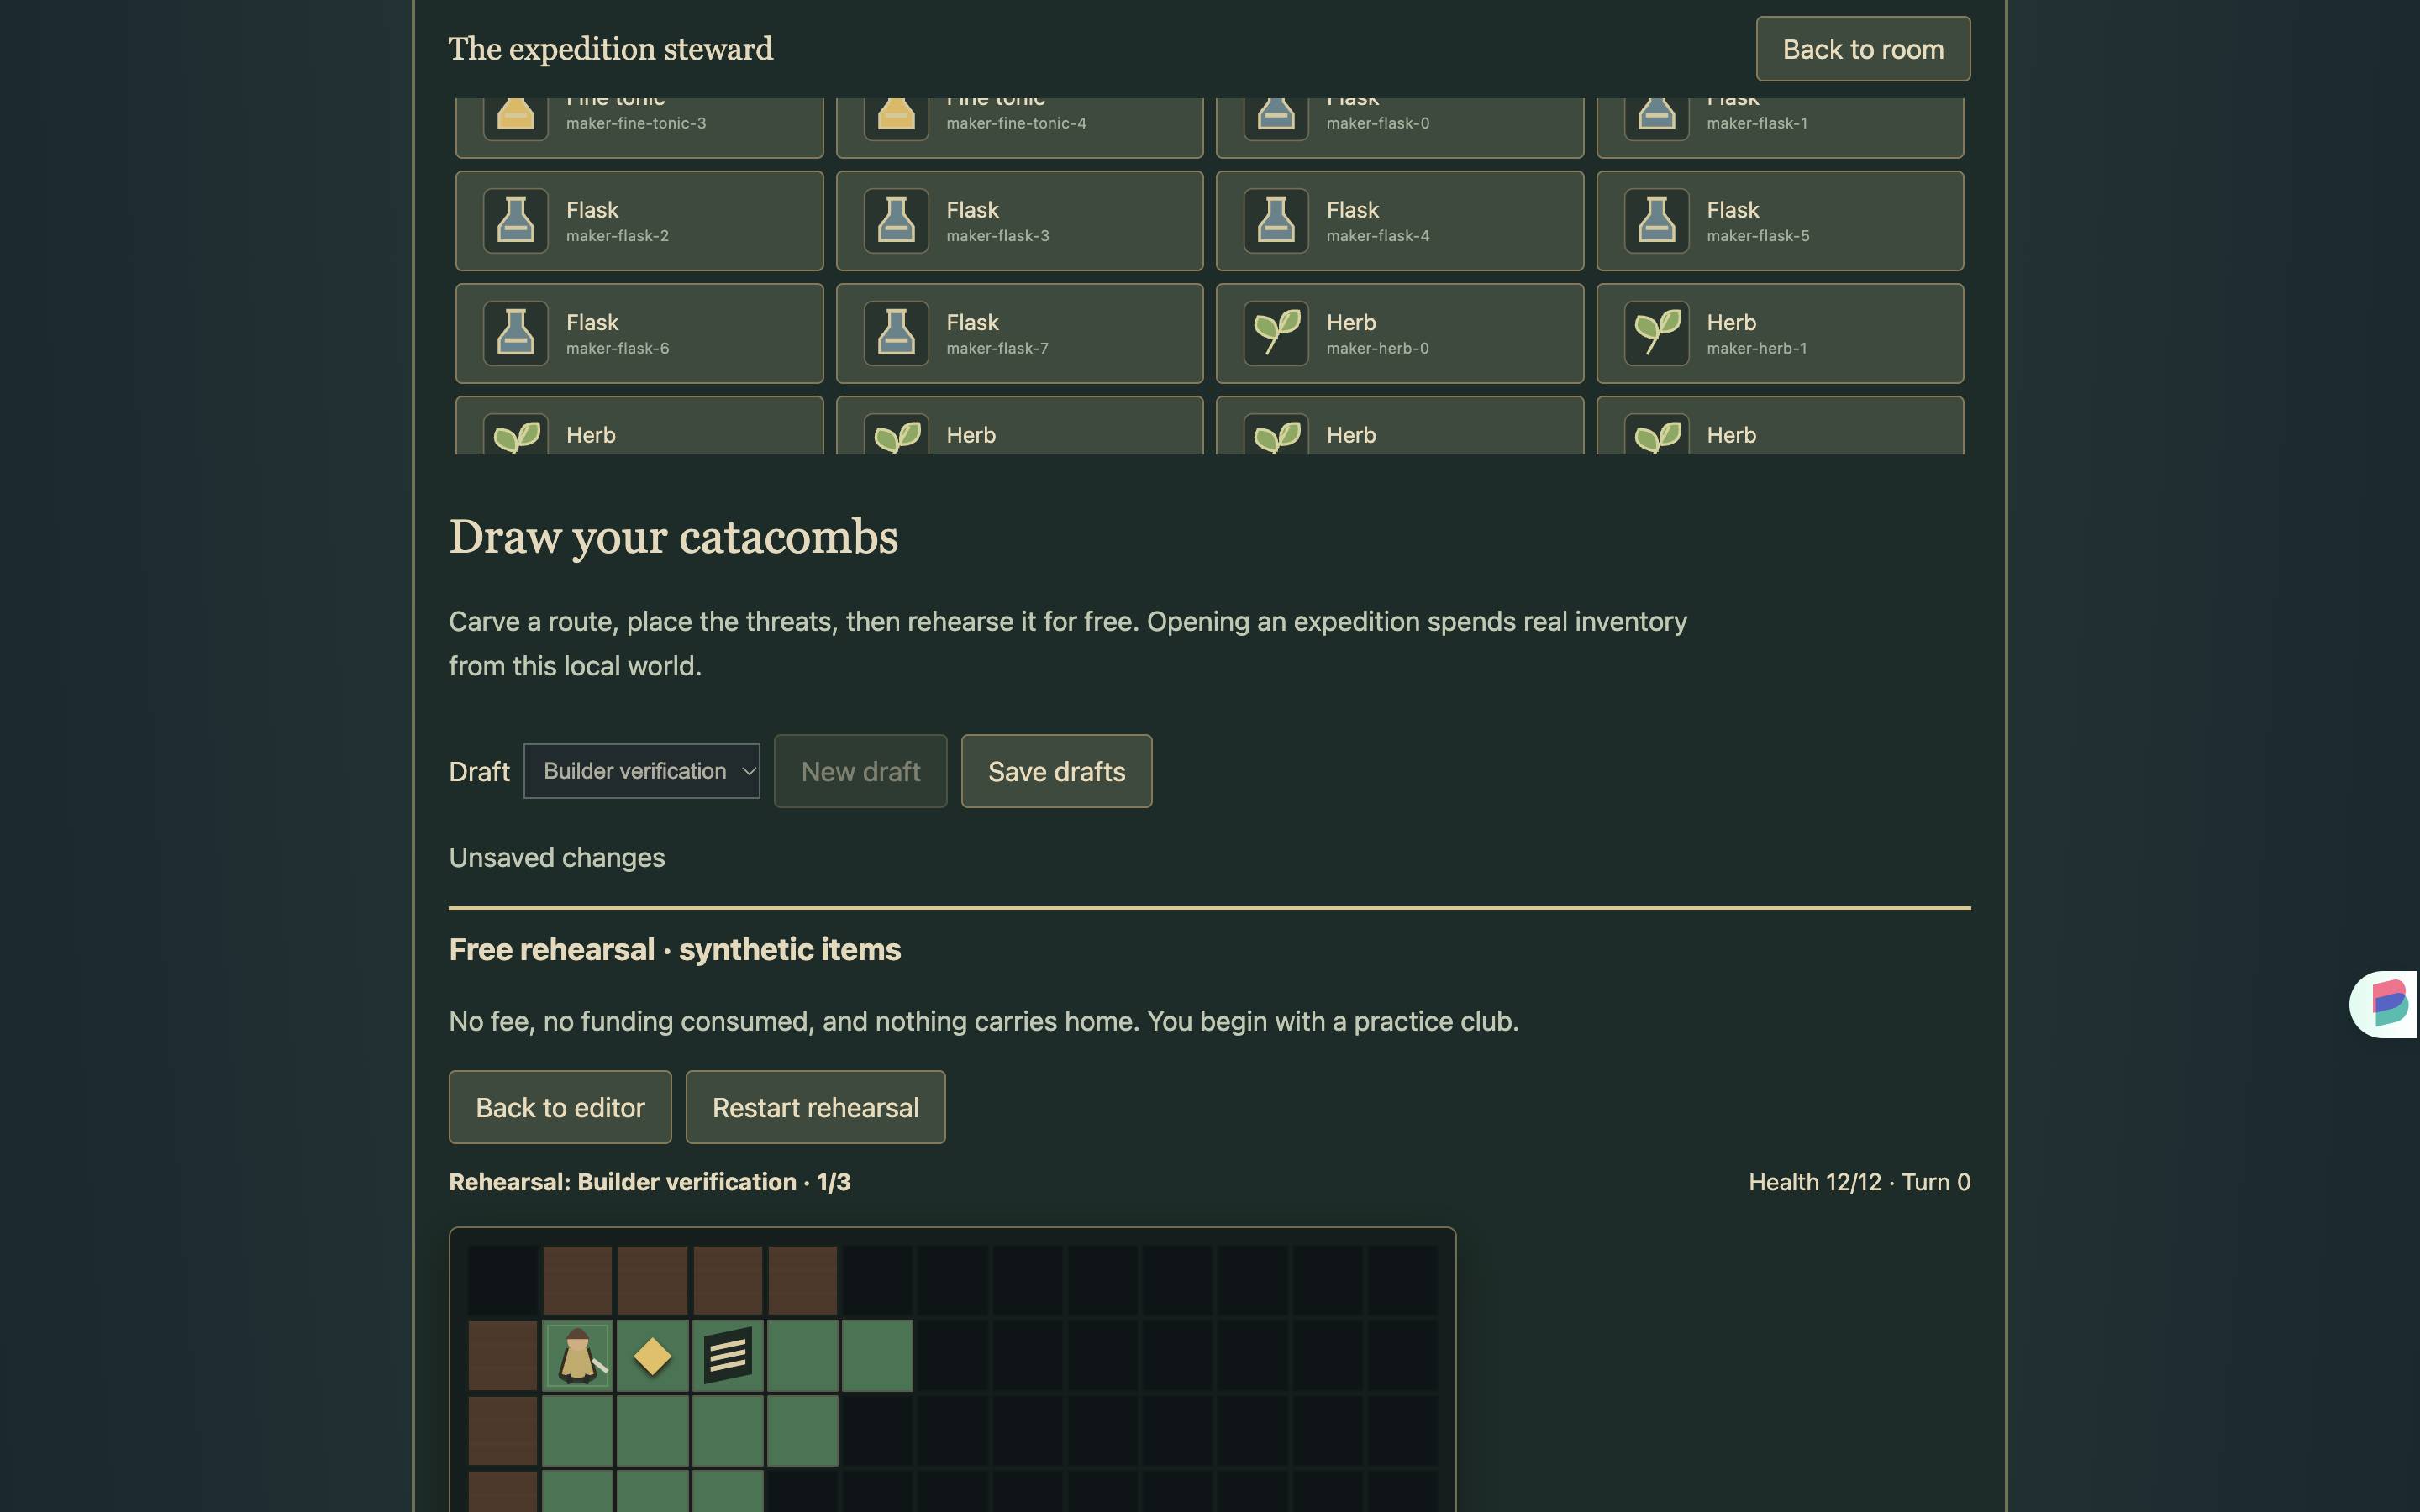 The expedition steward
Back to room
Fine tonic
maker-fine-tonic-3
Fine tonic
maker-fine-tonic-4
Flask
maker-flask-0
Flask
maker-flask-1
Flask
maker-flask-2
Flask
maker-flask-3
Flask
maker-flask-4
Flask
maker-flask-5
Flask
maker-flask-6
Flask
maker-flask-7
Herb
maker-herb-0
Herb
maker-herb-1
Herb
Herb
Herb
Herb
Draw your catacombs
Carve a route, place the threats, then rehearse it for free. Opening an expedition spends real inventory
from this local world.
Draft
Builder verification
New draft
Save drafts
Unsaved changes
Free rehearsal · synthetic items
No fee, no funding consumed, and nothing carries home. You begin with a practice club.
Back to editor
Restart rehearsal
Rehearsal: Builder verification · 1/3
Health 12/12 · Turn 0